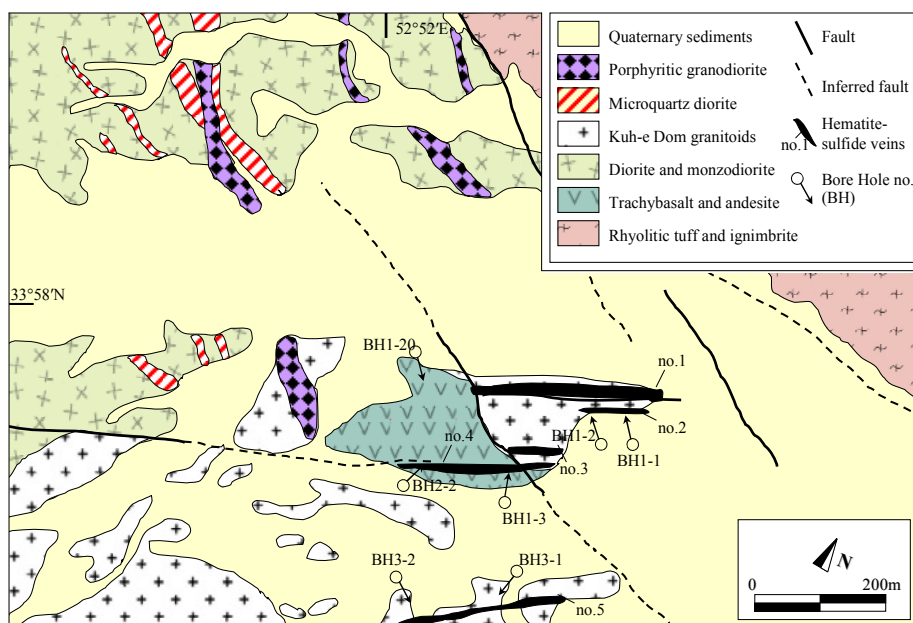 52°52′E
33°58′N
Quaternary sediments
Porphyritic granodiorite
Microquartz diorite
Kuh-e Dom granitoids
Diorite and monzodiorite
Trachybasalt and andesite
Rhyolitic tuff and ignimbrite
Fault
Inferred fault
no.1
Hematite-
sulfide veins
Bore Hole no.
(BH)
BH1-20
no.1
no.2
BH1-2
BH1-1
no.4
no.3
BH2-2
BH1-3
BH3-2
BH3-1
no.5
N
0
200m